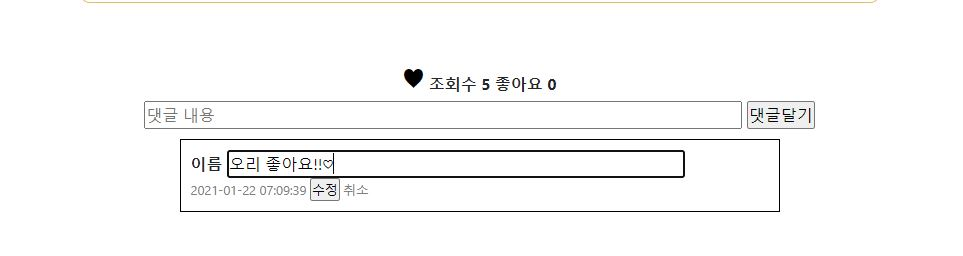 ♥ 조회수 5 좋아요 0
댓글 내용 댓글달기
이름 오리 좋아요!!♡
2021-01-22 07:09:39 수정 취소